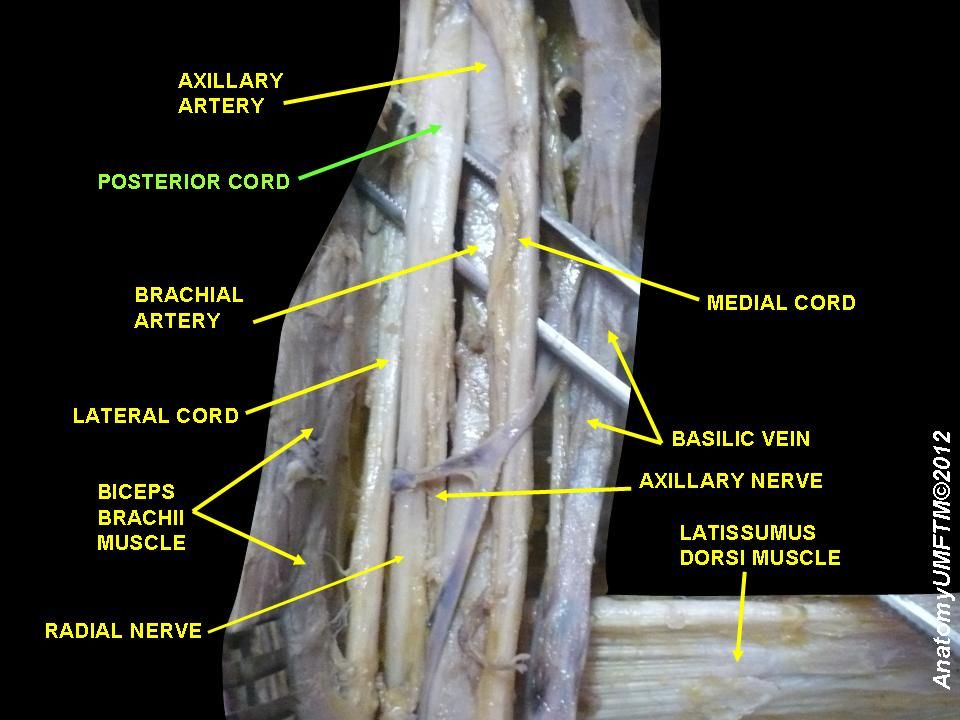 AXILLARY
ARTERY
POSTERIOR CORD
BRACHIAL
ARTERY
MEDIAL CORD
LATERAL CORD
BASILIC VEIN
AXILLARY NERVE
BICEPS
BRACHII
MUSCLE
LATISSUMUS
DORSI MUSCLE
RADIAL NERVE
AnatomyUMFTM©2012